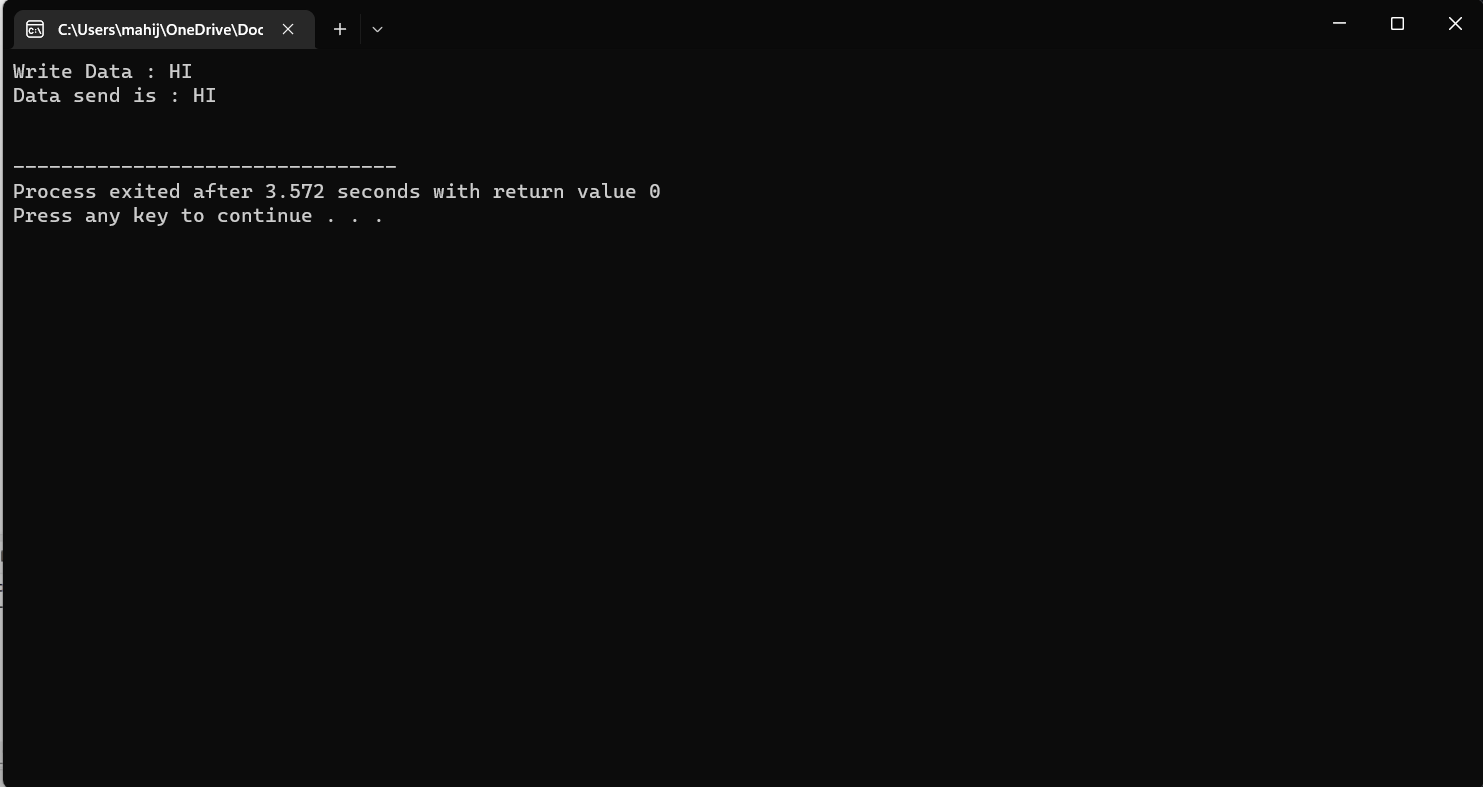 C:\Users\mahij\OneDrive\Doc
Write Data : HI
Data send is : HI
--------------------------------
Process exited after 3.572 seconds with return value 0
Press any key to continue . . .